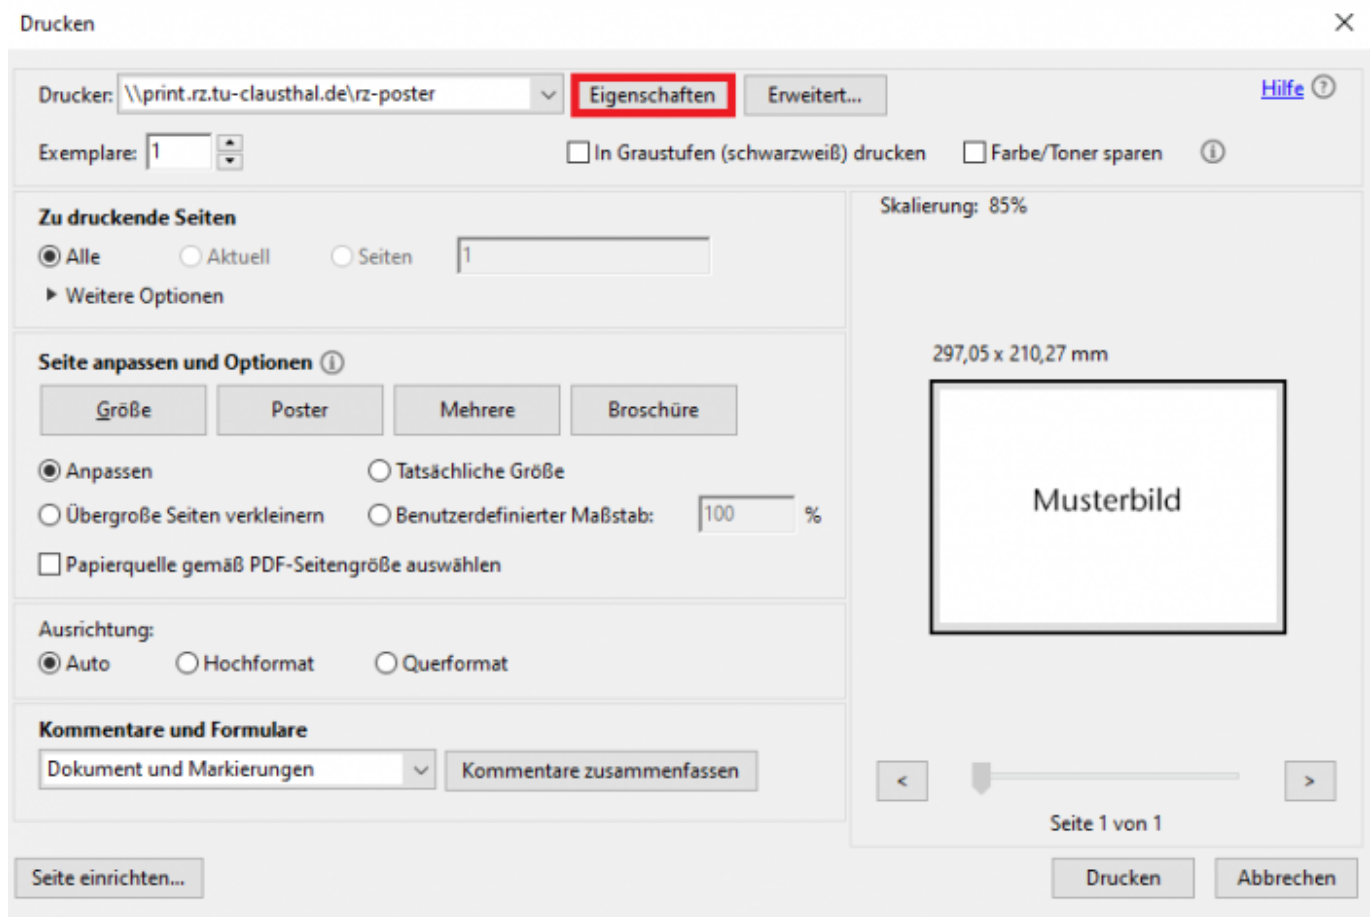 Drucken
Drucker: \\print.rz.tu-clausthal.de\rz-poster Eigenschaften Erweitert... Hilfe
Exemplare: 1 In Graustufen (schwarzweiß) drucken Farbe/Toner sparen
Zu druckende Seiten
Alle Aktuell Seiten 1
Weitere Optionen
Seite anpassen und Optionen
Größe Poster Mehrere Broschüre
Anpassen Tatsächliche Größe
Übergroße Seiten verkleinern Benutzerdefinierter Maßstab: 100 %
Papierquelle gemäß PDF-Seitengröße auswählen
Ausrichtung:
Auto Hochformat Querformat
Kommentare und Formulare
Dokument und Markierungen Kommentare zusammenfassen
Skalierung: 85%
297,05 x 210,27 mm
Musterbild
< >
Seite 1 von 1
Seite einrichten... Drucken Abbrechen